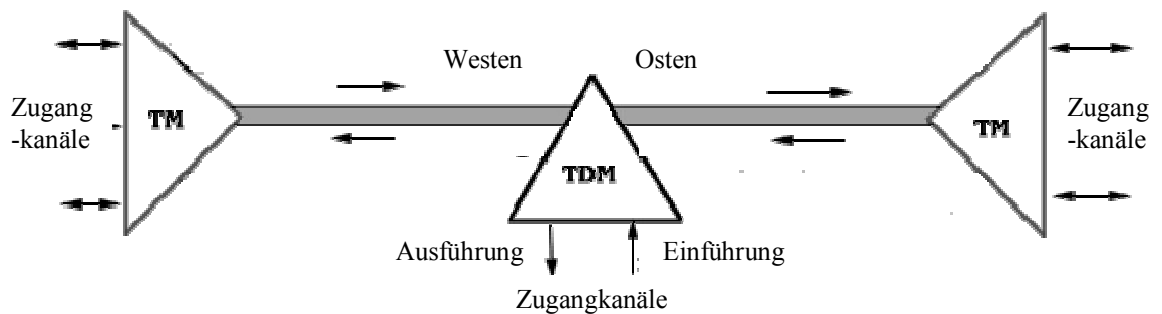 Westen
Osten
Zugang
-kanäle
TM
TM
Zugang
-kanäle
TDM
Ausführung
Einführung
Zugangkanäle